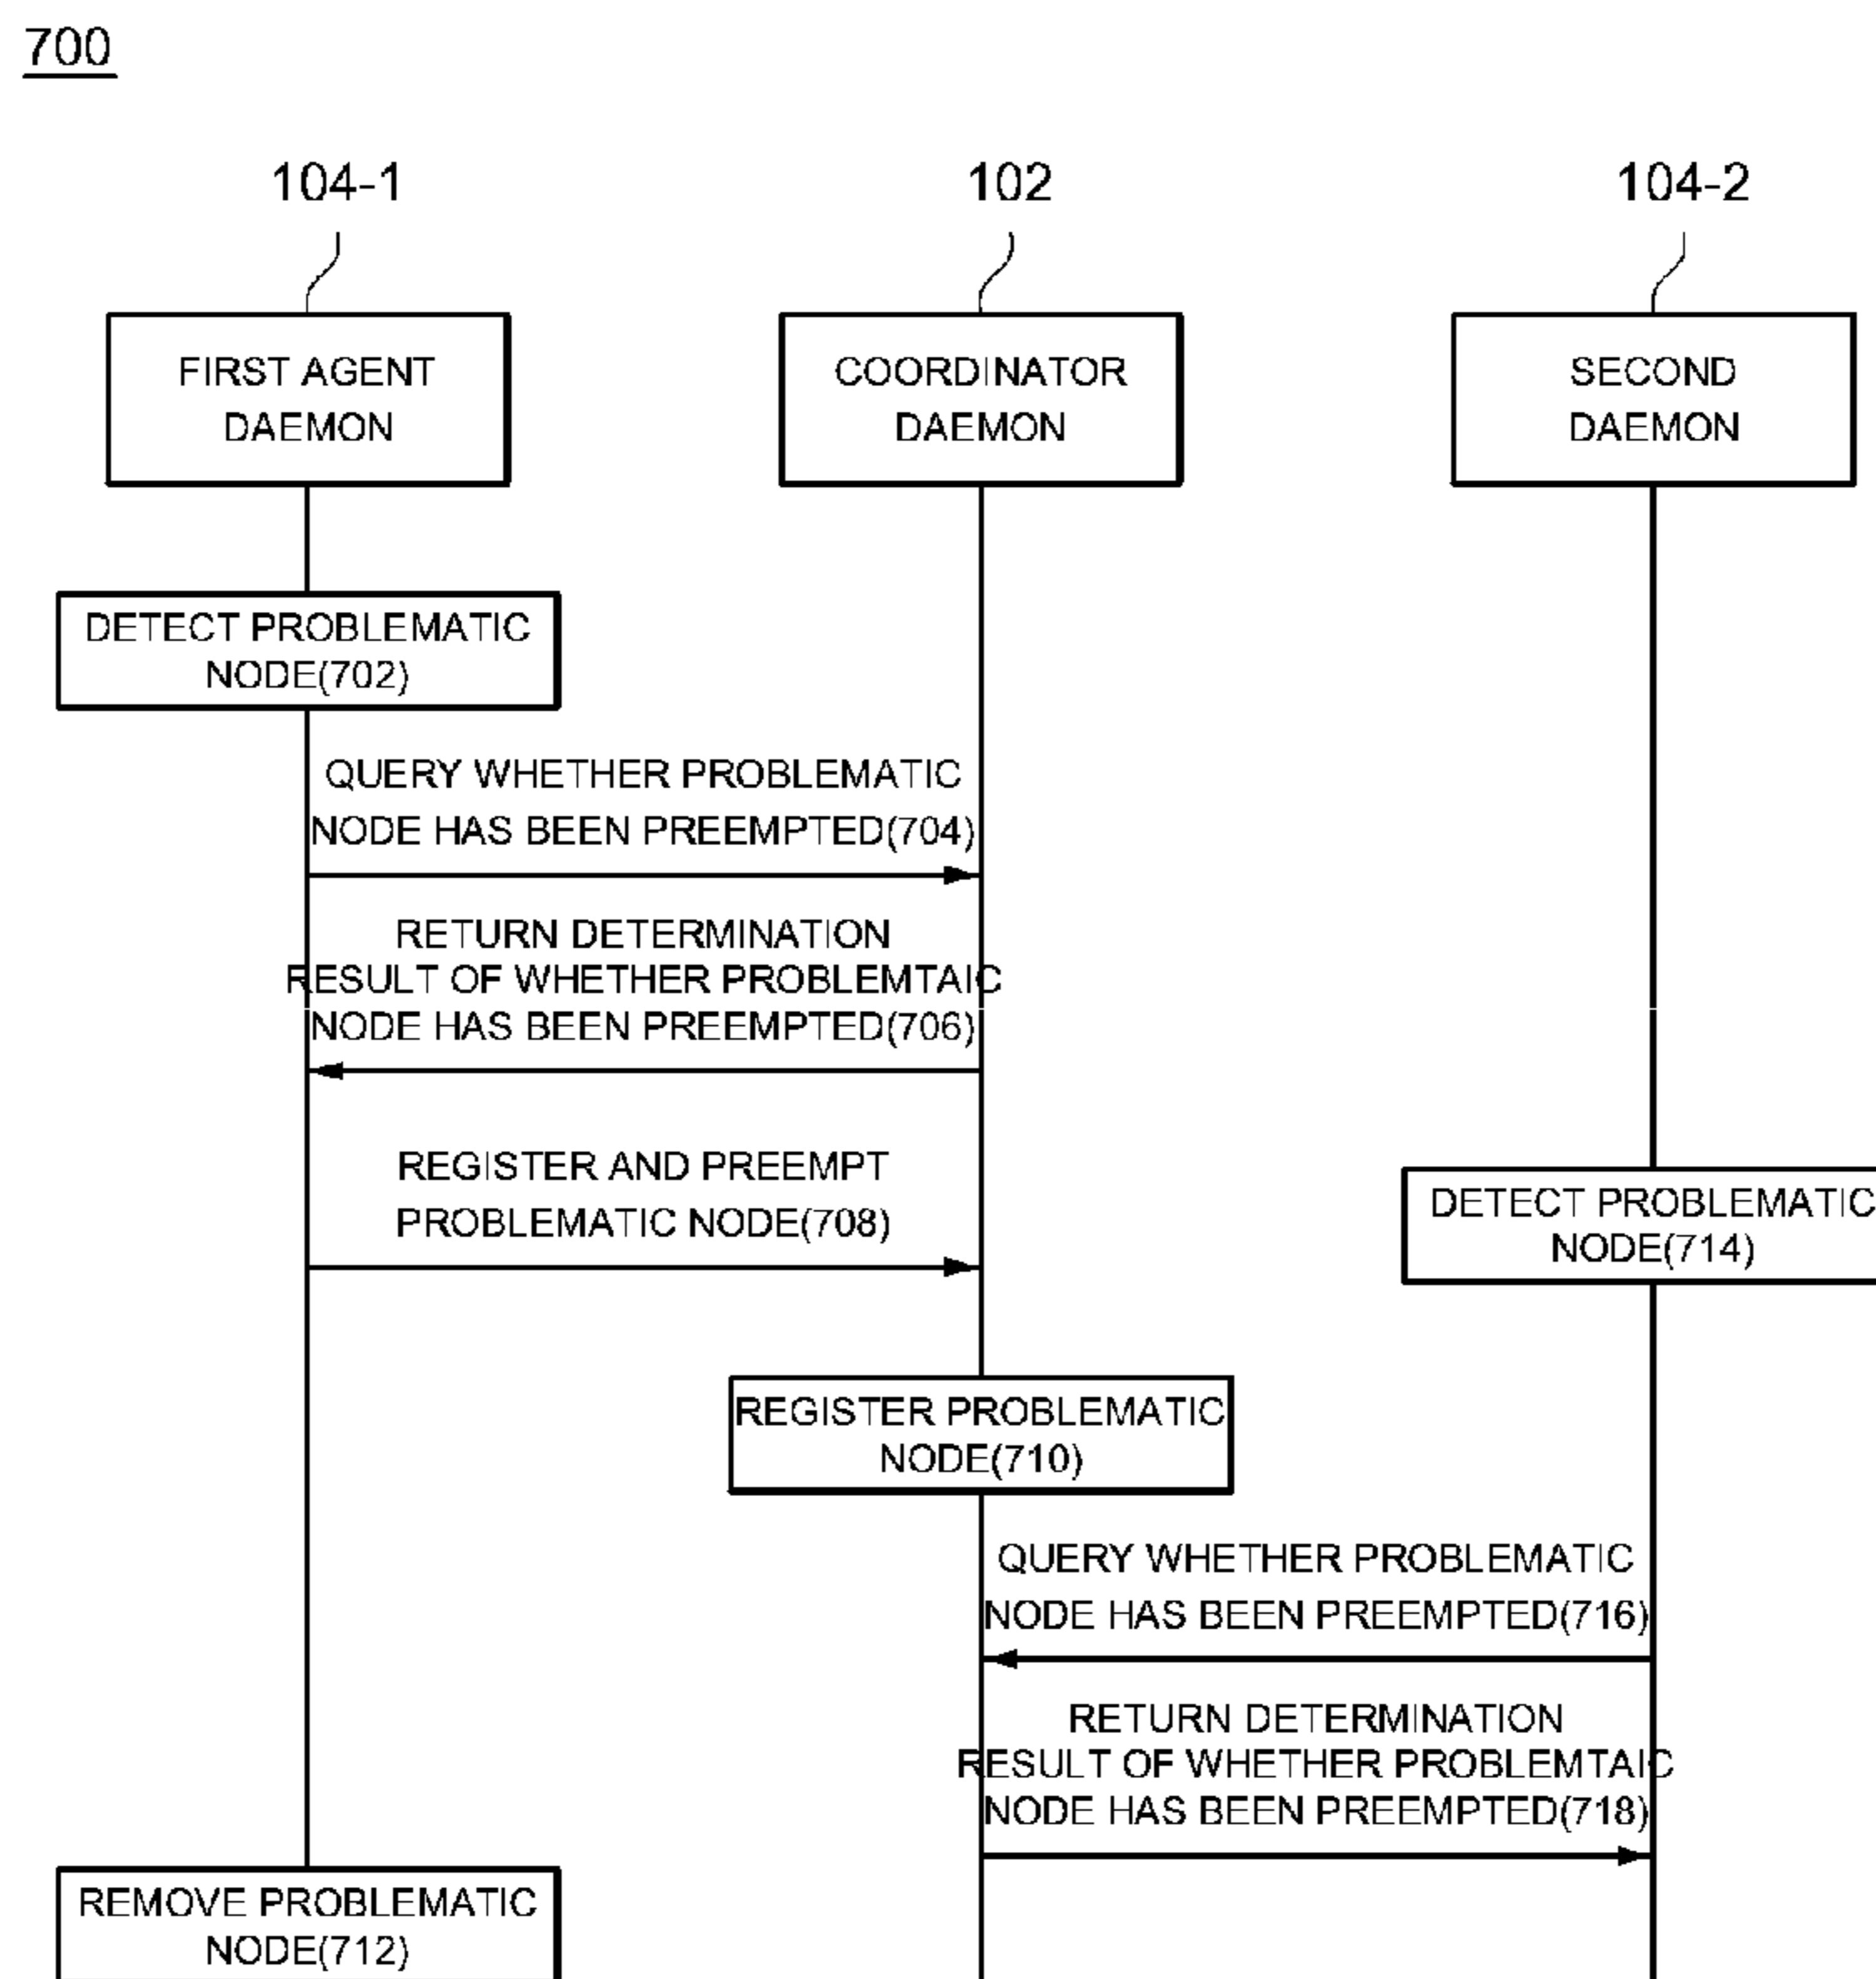 700
104-1
102
104-2
FIRST AGENT
DAEMON
COORDINATOR
DAEMON
SECOND
DAEMON
DETECT PROBLEMATIC
NODE(702)
QUERY WHETHER PROBLEMATIC
NODE HAS BEEN PREEMPTED(704)
RETURN DETERMINATION
RESULT OF WHETHER PROBLEMTAIC
NODE HAS BEEN PREEMPTED(706)
REGISTER AND PREEMPT
PROBLEMATIC NODE(708)
DETECT PROBLEMATIC
NODE(714)
REGISTER PROBLEMATIC
NODE(710)
QUERY WHETHER PROBLEMATIC
NODE HAS BEEN PREEMPTED(716)
RETURN DETERMINATION
RESULT OF WHETHER PROBLEMTAIC
NODE HAS BEEN PREEMPTED(718)
REMOVE PROBLEMATIC
NODE(712)